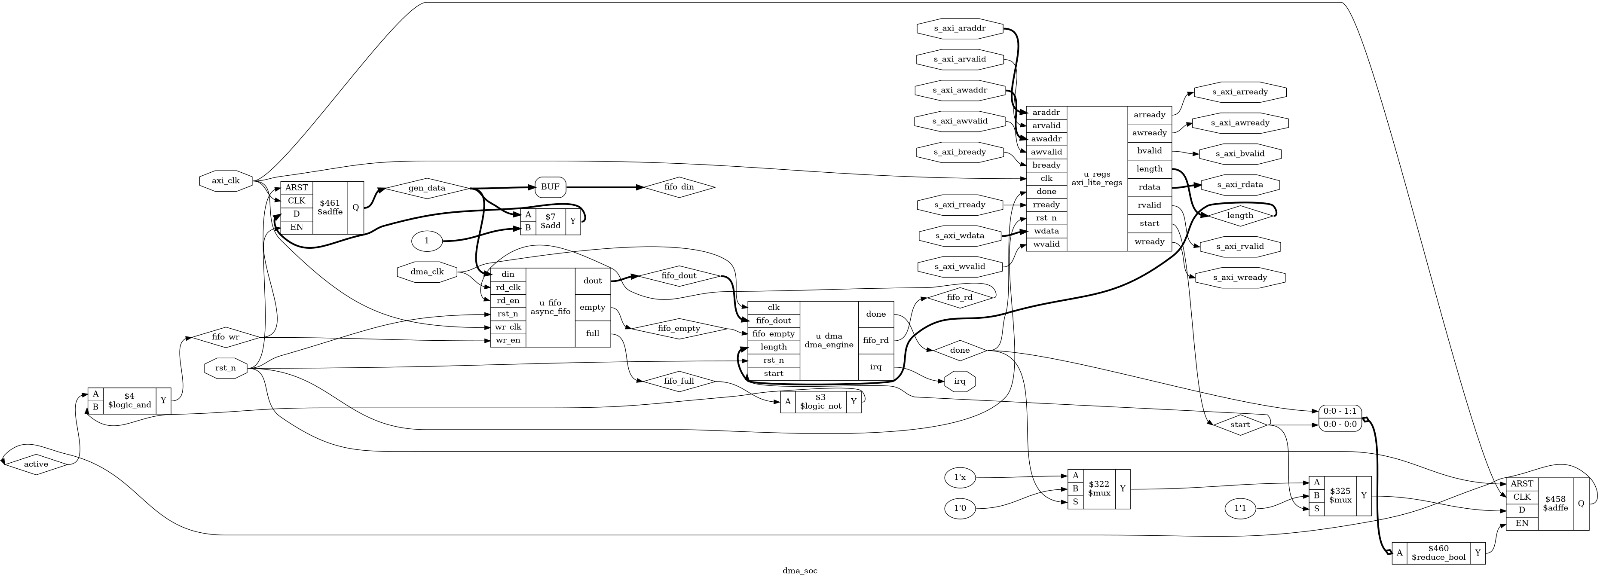 s_axi_araddr
s_axi_arvalid
s_axi_awaddr
s_axi_awvalid
s_axi_bready
s_axi_rready
s_axi_wdata
s_axi_wvalid
araddr
arvalid
awaddr
awvalid
bready
clk
done
rready
rst_n
wdata
wvalid
u_regs
axi_lite_regs
arready
awready
bvalid
length
rdata
rvalid
start
wready
s_axi_arready
s_axi_awready
s_axi_bvalid
s_axi_rdata
length
s_axi_rvalid
s_axi_wready
axi_clk
ARST
CLK
D
EN
$461
$adffe
Q
gen_data
BUF
fifo_din
1
A
B
$7
$add
Y
dma_clk
din
rd_clk
rd_en
rst_n
wr_clk
wr_en
u_fifo
async_fifo
dout
empty
full
fifo_dout
fifo_empty
fifo_full
clk
fifo_dout
fifo_empty
length
rst_n
start
u_dma
dma_engine
done
fifo_rd
irq
fifo_rd
done
irq
fifo_wr
rst_n
A
B
$4
$logic_and
Y
active
A
$3
$logic_not
Y
start
0:0 - 1:1
0:0 - 0:0
1'x
1'0
A
B
S
$322
$mux
Y
1'1
A
B
S
$325
$mux
Y
ARST
CLK
D
EN
$458
$adffe
Q
A
$460
$reduce_bool
Y
dma_soc